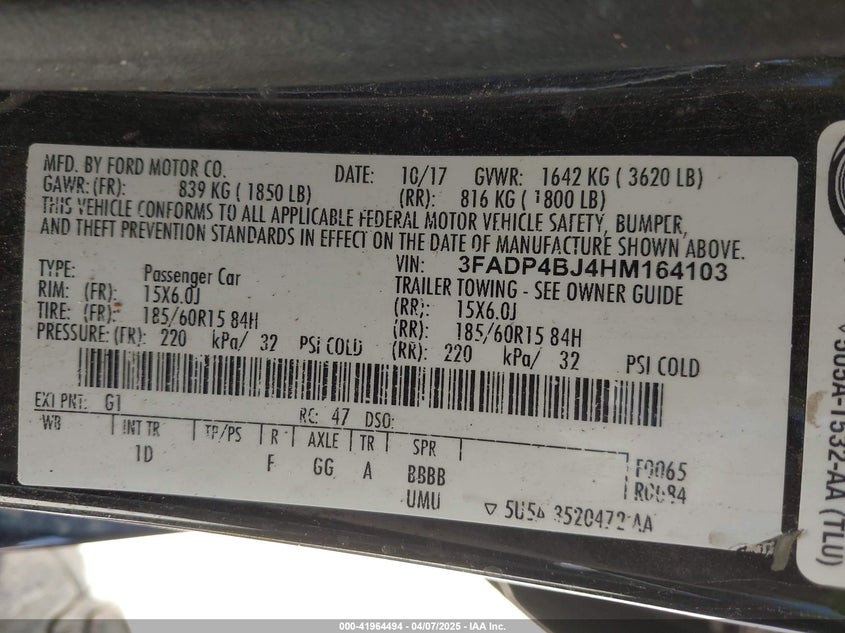 MFD. BY FORD MOTOR CO. DATE: 10/17 GVWR: 1642 KG ( 3620 LB)
GAWR: (FR): 839 KG ( 1850 LB) (RR): 816 KG ( 1800 LB)
THIS VEHICLE CONFORMS TO ALL APPLICABLE FEDERAL MOTOR VEHICLE SAFETY, BUMPER,
AND THEFT PREVENTION STANDARDS IN EFFECT ON THE DATE OF MANUFACTURE SHOWN ABOVE.
VIN: 3FADP4BJ4HM164103
TYPE: Passenger Car TRAILER TOWING - SEE OWNER GUIDE
RIM: (FR): 15X6.0J (RR): 15X6.0J
TIRE: (FR): 185/60R15 84H (RR): 185/60R15 84H
PRESSURE: (FR): 220 kPa/ 32 PSI COLD (RR): 220 kPa/ 32 PSI COLD
EXT PNT: G1 RC: 47 DSO:
WB INT TR TP/PS R AXLE TR SPR
1D F GG A BBBB
UMU
F0065
▽ 5U5A 3520472 AA
V505A-1532-AA (TLU)
000-41964494 | 04/07/2025 - IAA Inc.